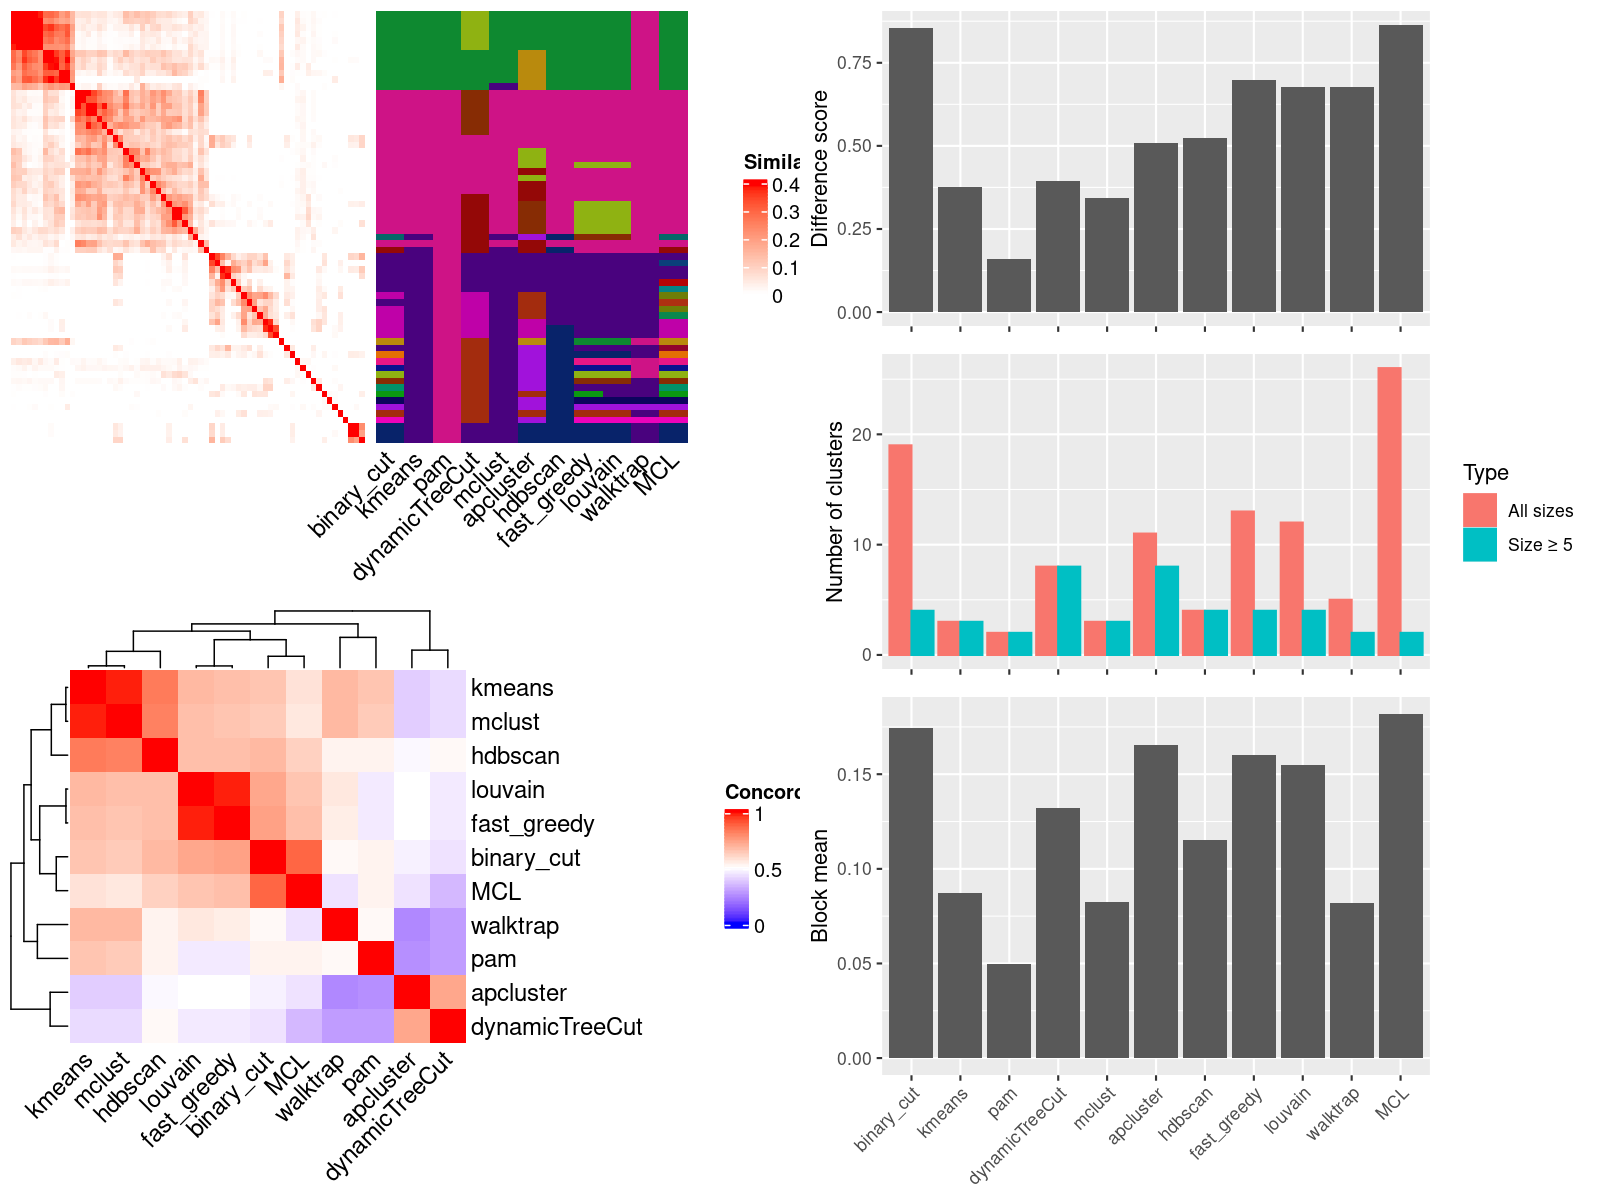 Simila
0.4
0.3
0.2
0.1
0
binary_cut
kmeans
pam
dynamicTreeCut
mclust
apcluster
hdbscan
fast_greedy
louvain
walktrap
MCL
kmeans
mclust
hdbscan
louvain
fast_greedy
binary_cut
MCL
walktrap
pam
apcluster
dynamicTreeCut
Concord
1
0.5
0
kmeans
mclust
hdbscan
louvain
fast_greedy
binary_cut
MCL
walktrap
pam
apcluster
dynamicTreeCut
Difference score
0.75
0.50
0.25
0.00
Number of clusters
20
10
0
Type
All sizes
Size ≥ 5
Block mean
0.15
0.10
0.05
0.00
binary_cut
kmeans
pam
dynamicTreeCut
mclust
apcluster
hdbscan
fast_greedy
louvain
walktrap
MCL